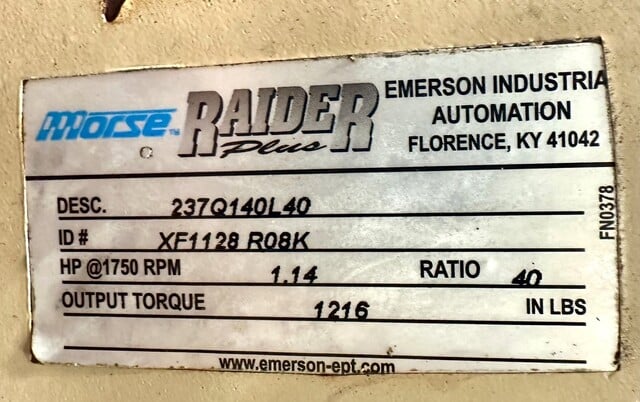 Morse™ RAIDER Plus
EMERSON INDUSTRIA
AUTOMATION
FLORENCE, KY 41042
DESC. 237Q140L40
ID # XF1128 R08K
HP @1750 RPM 1.14 RATIO 40
OUTPUT TORQUE 1216 IN LBS
www.emerson-ept.com
FN0378